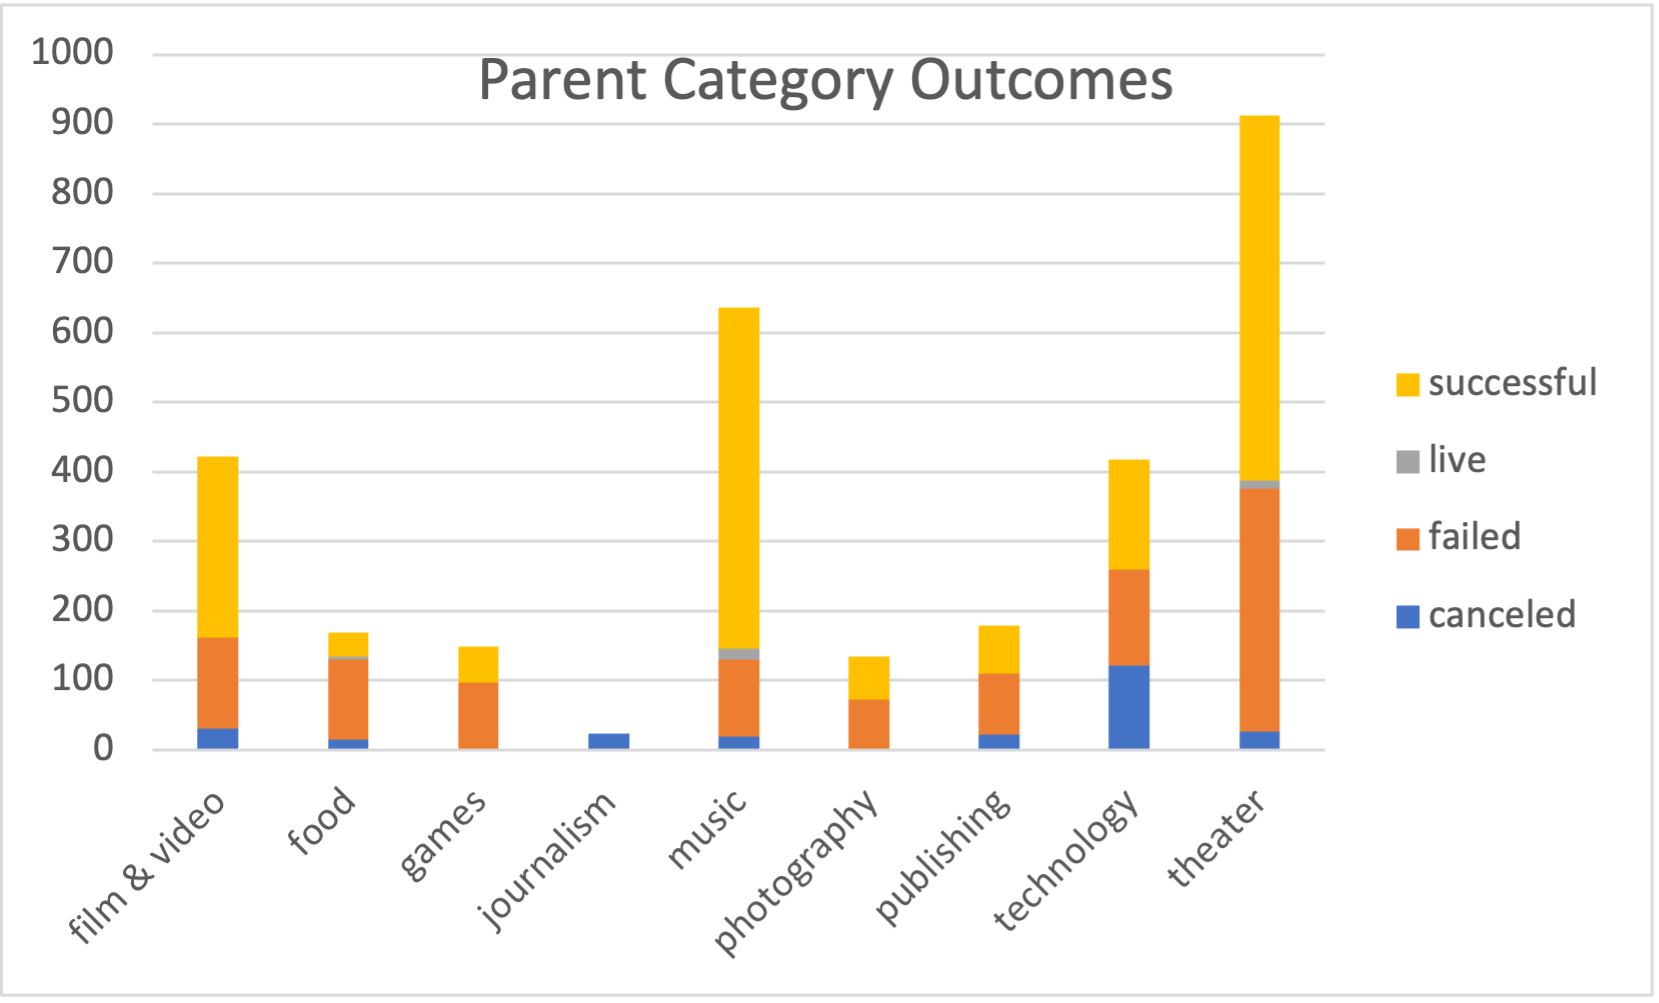 Parent Category Outcomes
1000
900
800
700
600
500
400
300
200
100
0
film & video
food
games
journalism
music
photography
publishing
technology
theater
successful
live
failed
canceled